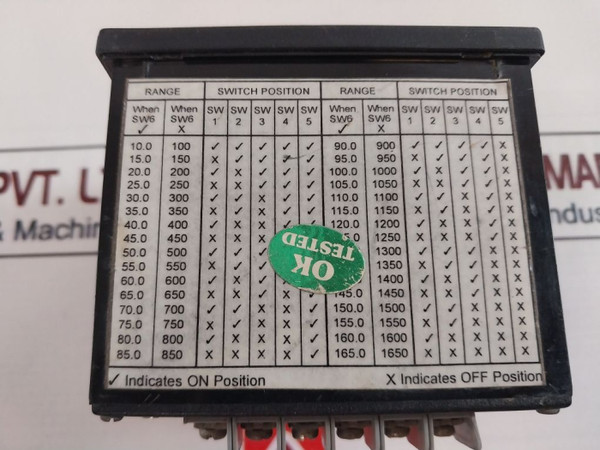 RANGE SWITCH POSITION RANGE SWITCH POSITION
When SW6 ✓ When SW6 X SW 1 SW 2 SW 3 SW 4 SW 5 When SW6 ✓ When SW6 X SW 1 SW 2 SW 3 SW 4 SW 5
10.0 100 ✓ ✓ ✓ ✓ ✓ 90.0 900 ✓ ✓ ✓ ✓ X
15.0 150 X ✓ ✓ ✓ ✓ 95.0 950 X ✓ ✓ ✓ X
20.0 200 ✓ X ✓ ✓ ✓ 100.0 1000 ✓ X ✓ ✓ X
25.0 250 X X ✓ ✓ ✓ 105.0 1050 X X ✓ ✓ X
30.0 300 ✓ ✓ X ✓ ✓ 110.0 1100 ✓ ✓ X ✓ X
35.0 350 X ✓ X ✓ ✓ 115.0 1150 X ✓ X ✓ X
40.0 400 ✓ X X ✓ ✓ 120.0 1200 ✓ X X ✓ X
45.0 450 X X 5.0 1250 X X X ✓ X
50.0 500 ✓ ✓ 1300 ✓ ✓ ✓ X X
55.0 550 X ✓ 1350 X ✓ ✓ X X
60.0 600 ✓ X 1400 ✓ X ✓ X X
65.0 650 X X ✓ X ✓ 145.0 1450 X X ✓ X X
70.0 700 ✓ ✓ X X ✓ 150.0 1500 ✓ ✓ X X X
75.0 750 X ✓ X X ✓ 155.0 1550 X ✓ X X X
80.0 800 ✓ X X X ✓ 160.0 1600 ✓ X X X X
85.0 850 X X X X ✓ 165.0 1650 X X X X X
✓ Indicates ON Position X Indicates OFF Position
OK
TESTED
PVT.
& Machin
MAR
ndus